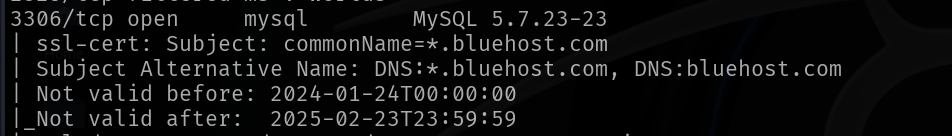 3306/tcp open     mysql         MySQL 5.7.23-23
| ssl-cert: Subject: commonName=*.bluehost.com
| Subject Alternative Name: DNS:*.bluehost.com, DNS:bluehost.com
| Not valid before: 2024-01-24T00:00:00
|_Not valid after:  2025-02-23T23:59:59